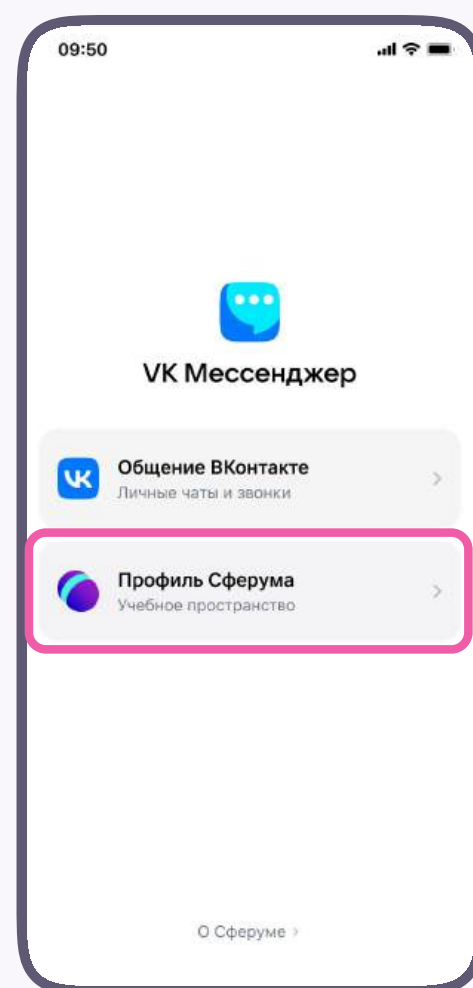 09:50
VK Мессенджер
Общение ВКонтакте
Личные чаты и звонки
Профиль Сферума
Учебное пространство
О Сферуме